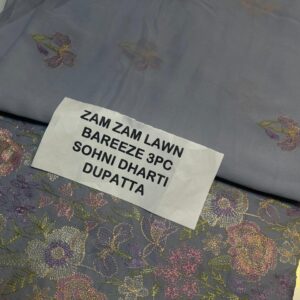 ZAM ZAM LAWN
BAREEZE 3PC
SOHNI DHARTI
DUPATTA